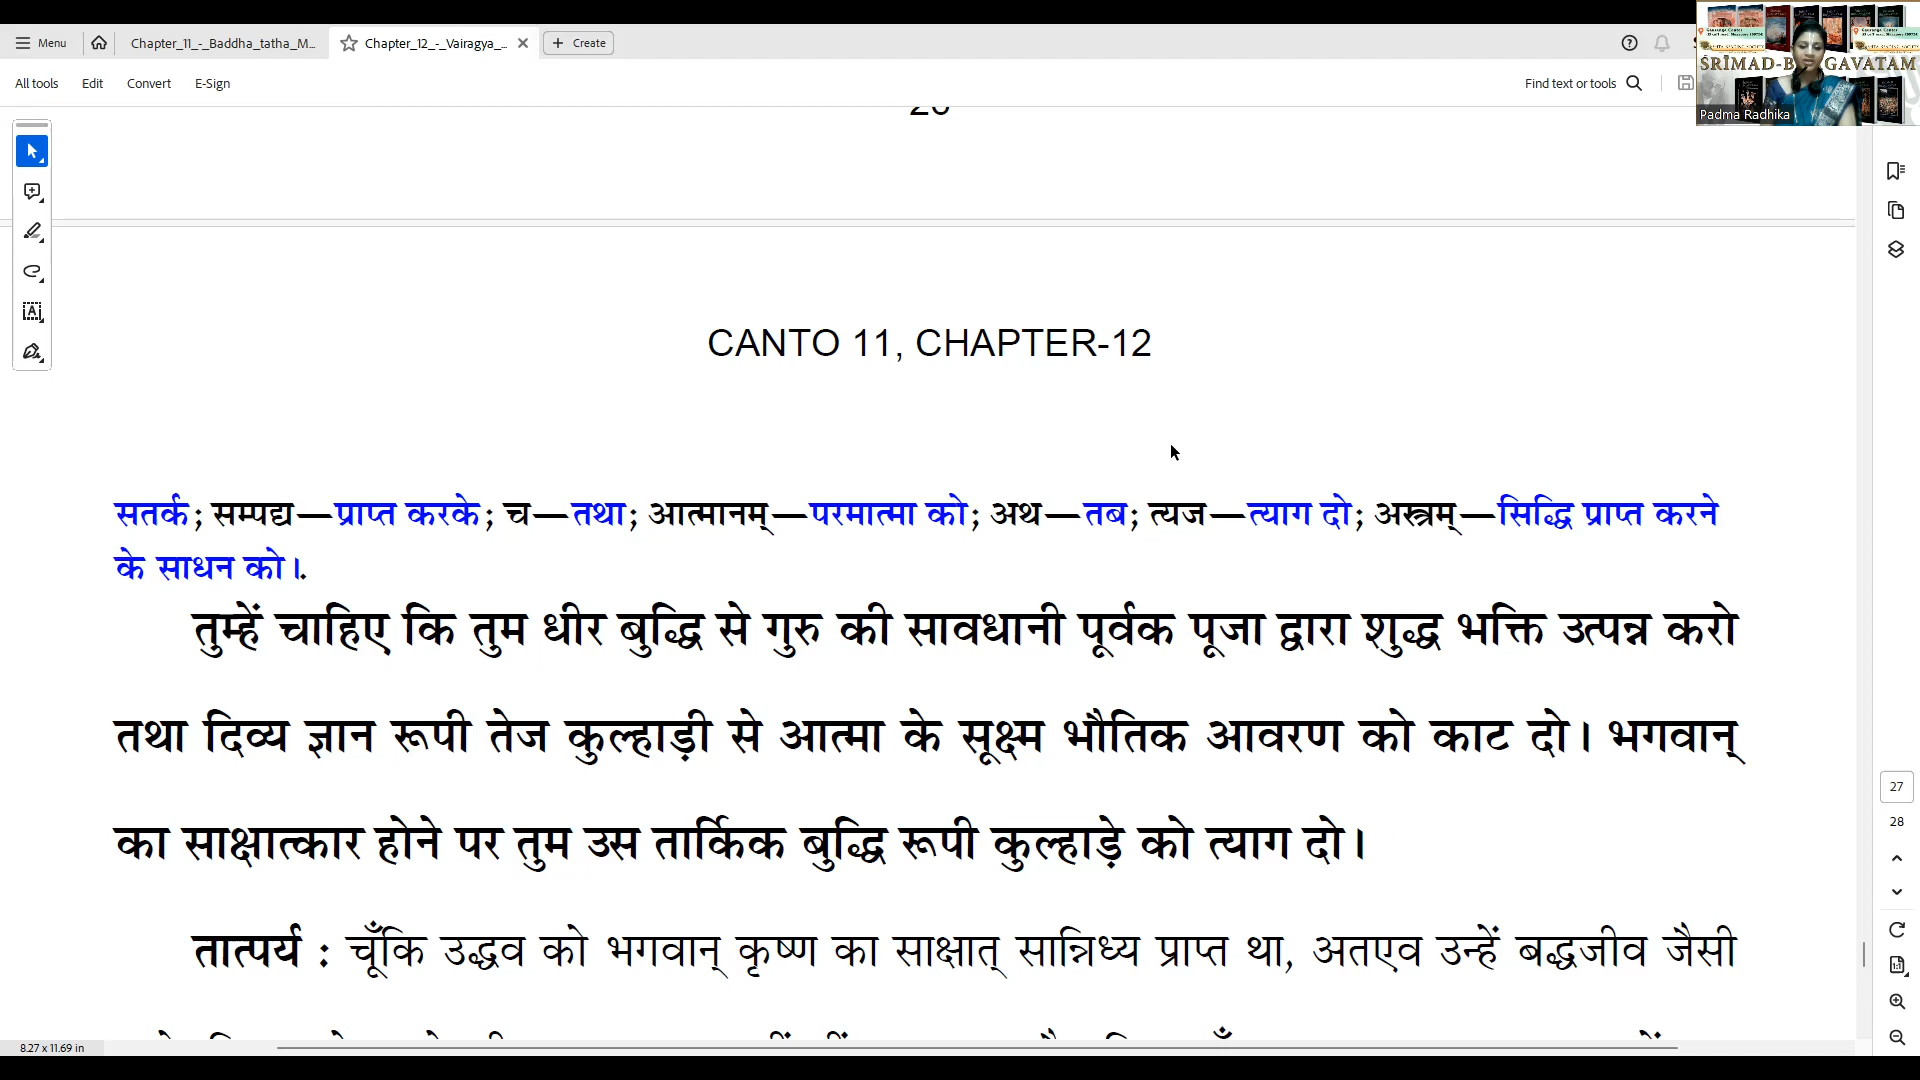 Menu
Chapter_11_-_Baddha_tatha_M...
Chapter_12_-_Vairagya_...
Create
All tools Edit Convert E-Sign
Find text or tools
ŚRĪMAD-B GAVATAM
Padma Radhika
CANTO 11, CHAPTER-12
सतर्क; सम्पद्य—प्राप्त करके; च—तथा; आत्मानम्—परमात्मा को; अथ—तब; त्यज—त्याग दो; अस्त्रम्—सिद्धि प्राप्त करने
के साधन को।.
तुम्हें चाहिए कि तुम धीर बुद्धि से गुरु की सावधानी पूर्वक पूजा द्वारा शुद्ध भक्ति उत्पन्न करो
तथा दिव्य ज्ञान रूपी तेज कुल्हाड़ी से आत्मा के सूक्ष्म भौतिक आवरण को काट दो। भगवान्
का साक्षात्कार होने पर तुम उस तार्किक बुद्धि रूपी कुल्हाड़े को त्याग दो।
तात्पर्य : चूँकि उद्धव को भगवान् कृष्ण का साक्षात् सान्निध्य प्राप्त था, अतएव उन्हें बद्धजीव जैसी
27
28
8.27 x 11.69 in